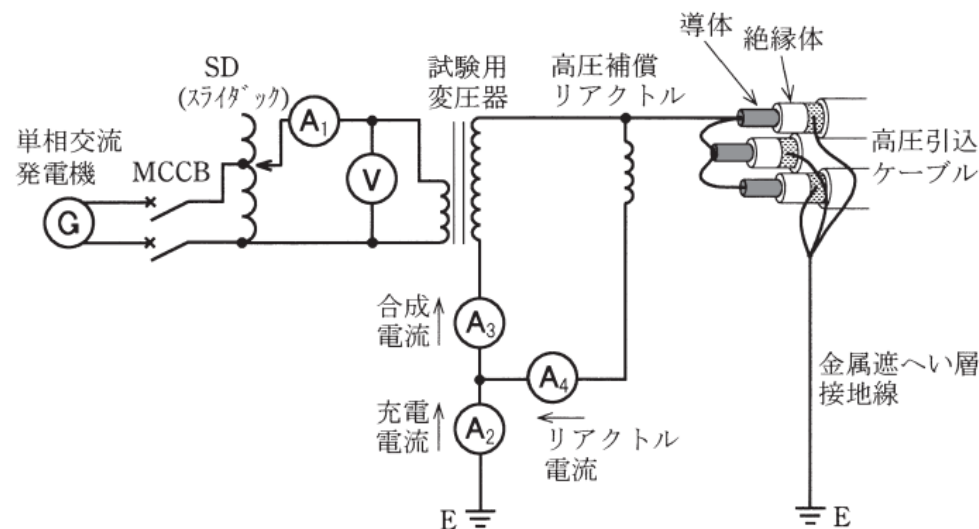 導体
絶縁体
SD
(スライダック)
試験用
変圧器
高圧補償
リアクトル
単相交流
発電機
MCCB
A₁
V
G
高圧引込
ケーブル
合成
電流
A₃
A₄
充電
電流
A₂
リアクトル
電流
金属遮へい層
接地線
E
E